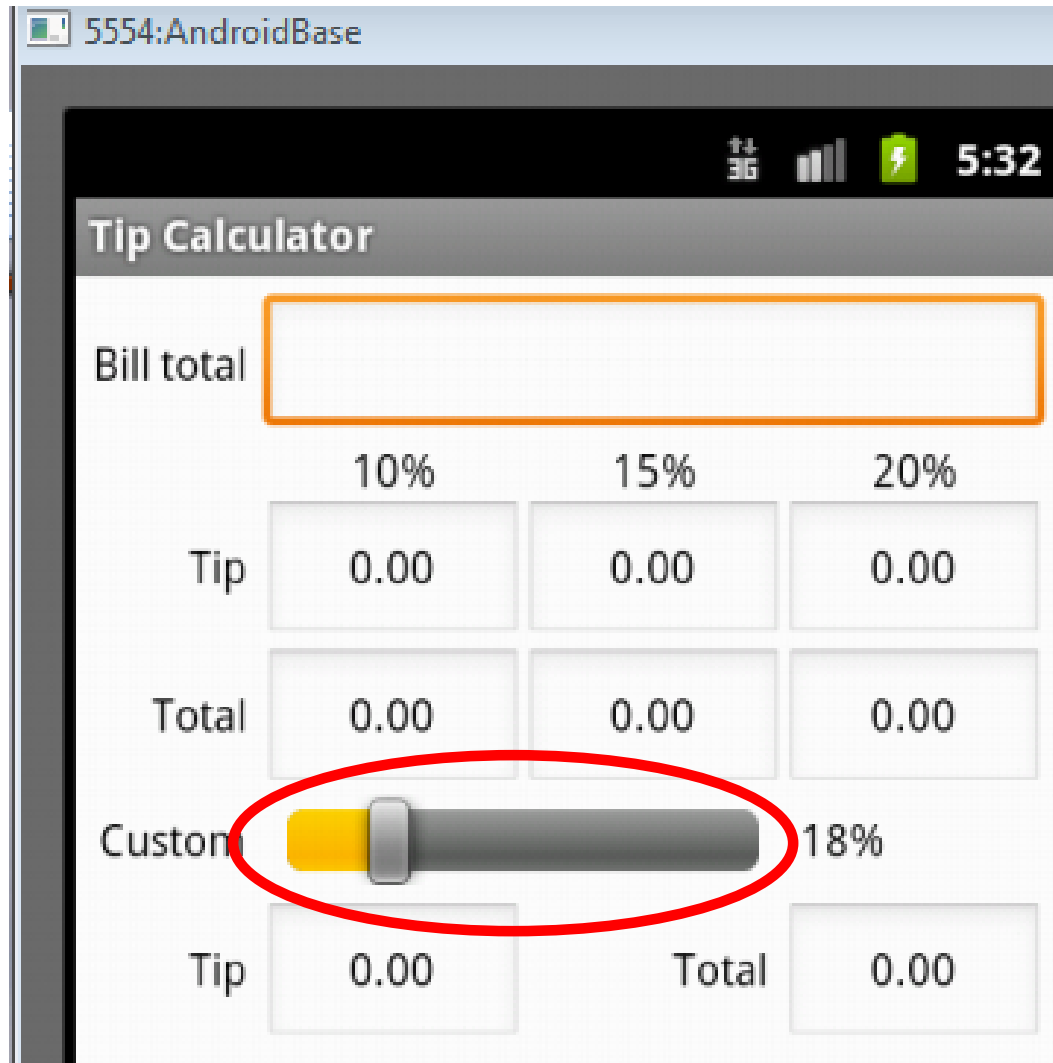 5554:AndroidBase
3G 5:32
Tip Calculator
Bill total
10% 15% 20%
Tip 0.00 0.00 0.00
Total 0.00 0.00 0.00
Custom 18%
Tip 0.00 Total 0.00